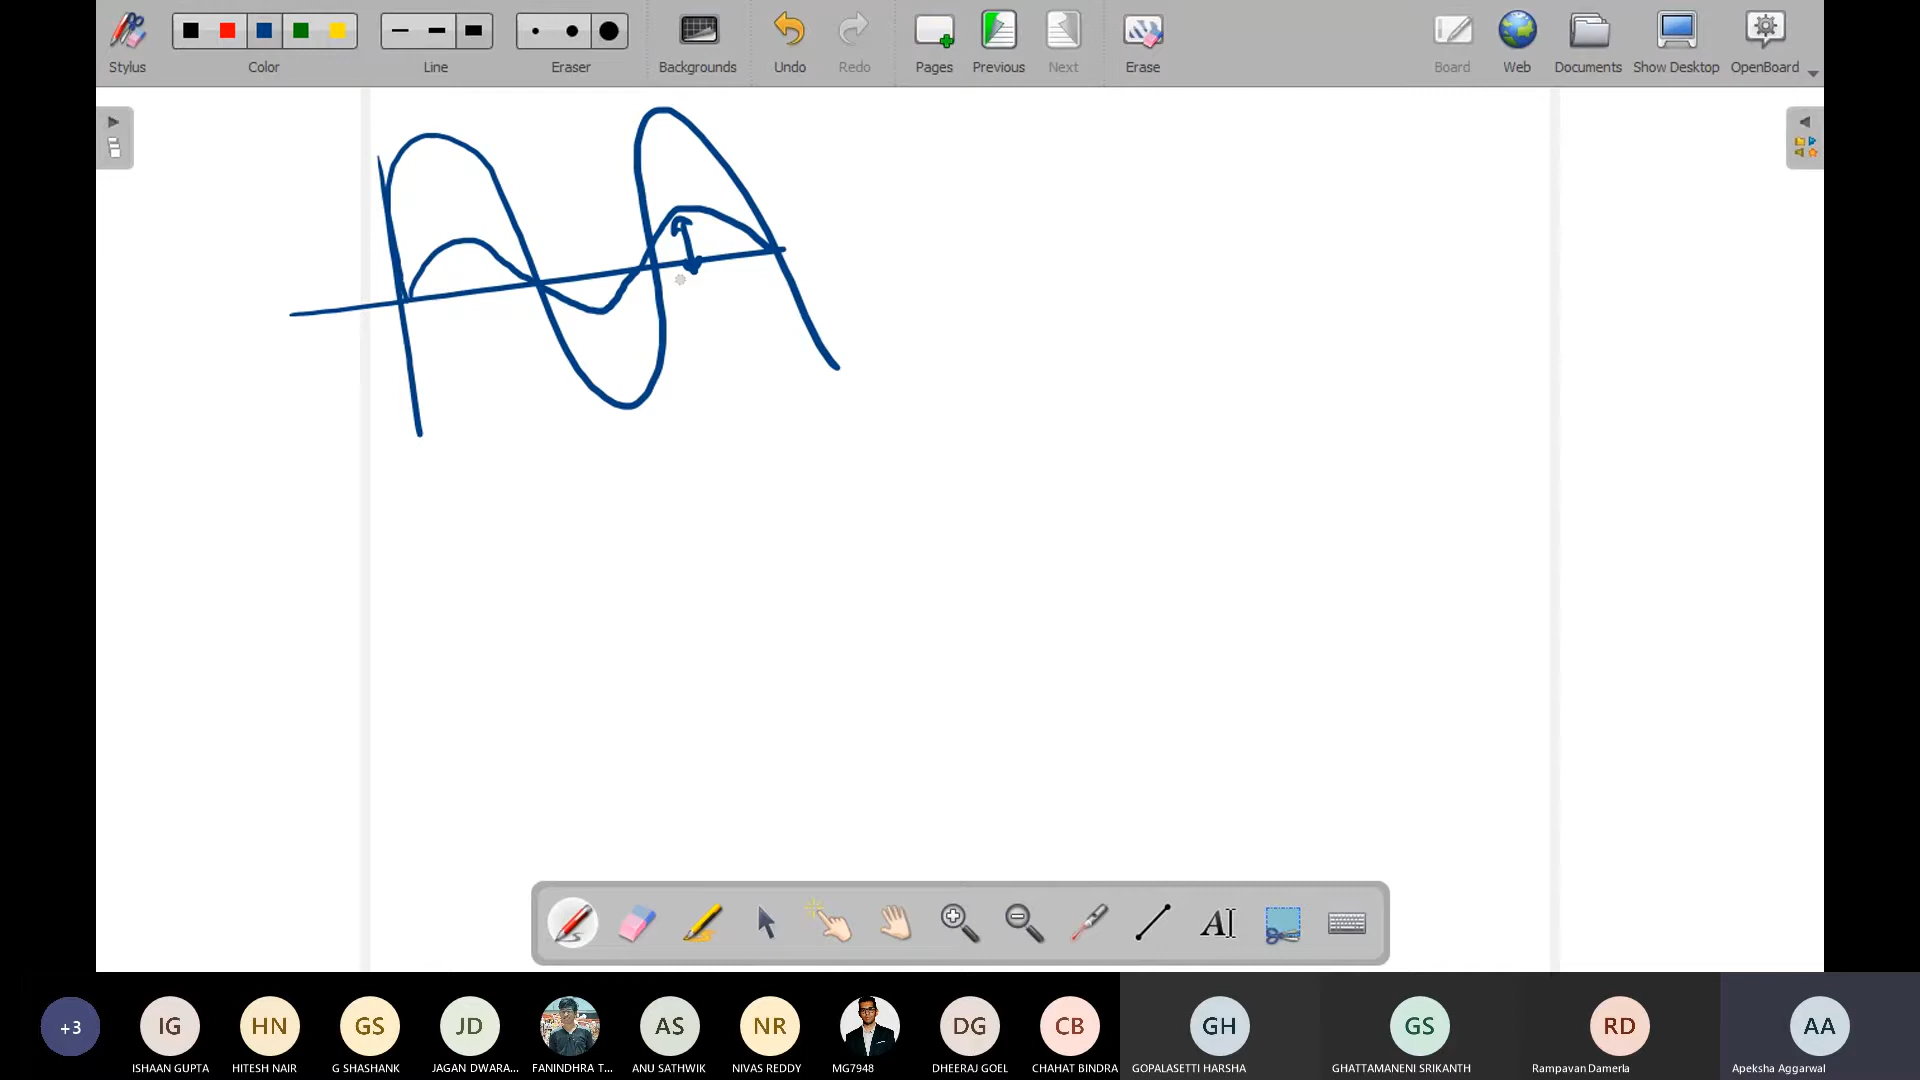 Stylus Color Line Eraser Backgrounds Undo Redo Pages Previous Next Erase Board Web Documents Show Desktop OpenBoard
AI
+3 IG HN GS JD AS NR DG CB GH GS RD AA
ISHAAN GUPTA HITESH NAIR G SHASHANK JAGAN DWARA... FANINDHRA T... ANU SATHWIK NIVAS REDDY MG7948 DHEERAJ GOEL CHAHAT BINDRA GOPALASETTI HARSHA GHATTAMANENI SRIKANTH Rampavan Damerla Apeksha Aggarwal